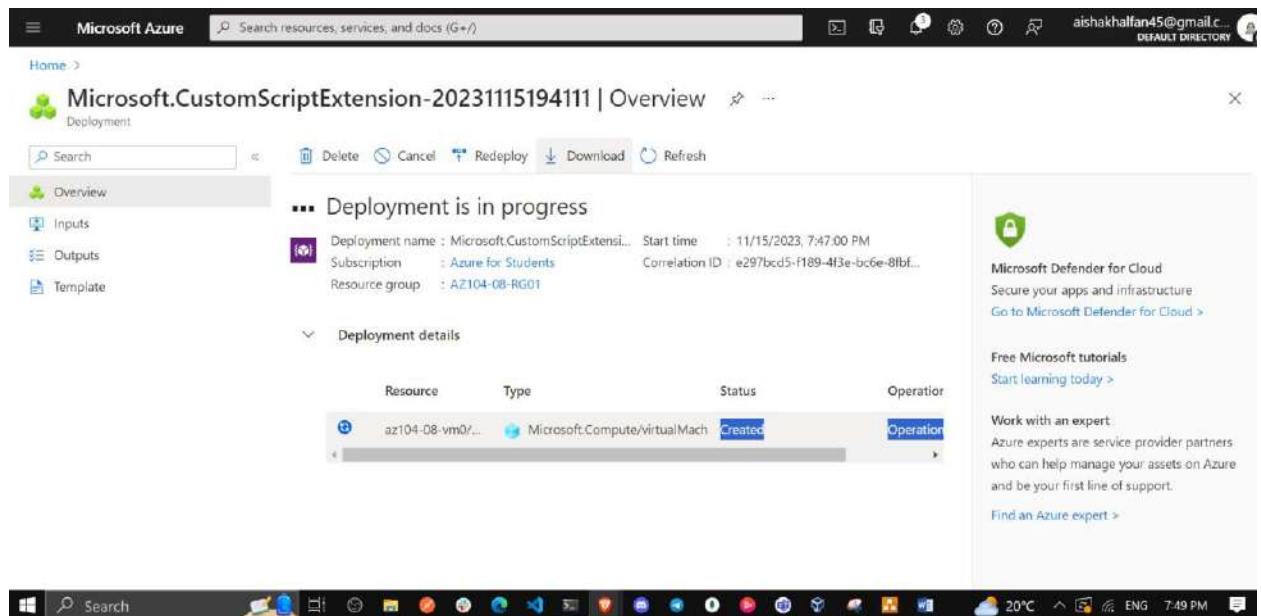 Microsoft Azure
Search resources, services, and docs (G+/)
3
aishakhalfan45@gmail.c...
DEFAULT DIRECTORY
Home >
Microsoft.CustomScriptExtension-20231115194111 | Overview
Deployment
Search
Delete Cancel Redeploy Download Refresh
Overview
Inputs
Outputs
Template
Deployment is in progress
Deployment name : Microsoft.CustomScriptExtensi... Start time : 11/15/2023, 7:47:00 PM
Subscription : Azure for Students Correlation ID : e297bcd5-f189-4f3e-bc6e-8fbf...
Resource group : AZ104-08-RG01
Deployment details
Resource Type Status Operation
az104-08-vm0/... Microsoft.Compute/virtualMach Created Operation
Microsoft Defender for Cloud
Secure your apps and infrastructure
Go to Microsoft Defender for Cloud >
Free Microsoft tutorials
Start learning today >
Work with an expert
Azure experts are service provider partners
who can help manage your assets on Azure
and be your first line of support.
Find an Azure expert >
Search
20°C ENG 7:49 PM